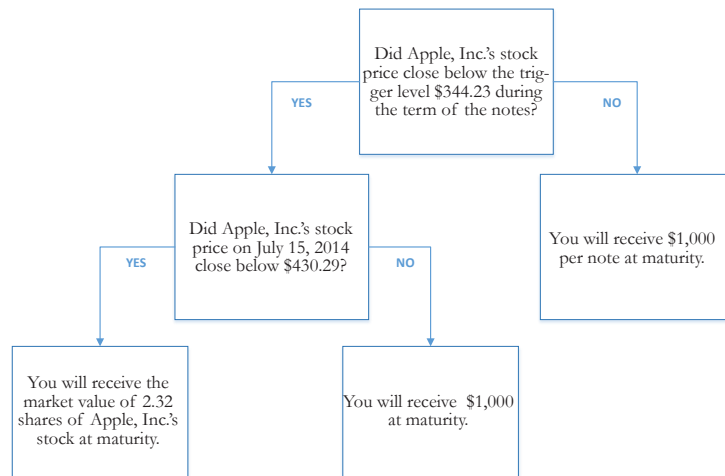 Did Apple, Inc.'s stock
price close below the trig-
ger level $344.23 during
the term of the notes?
YES
NO
Did Apple, Inc.'s stock
price on July 15, 2014
close below $430.29?
You will receive $1,000
per note at maturity.
YES
NO
You will receive the
market value of 2.32
shares of Apple, Inc.'s
stock at maturity.
You will receive $1,000
at maturity.